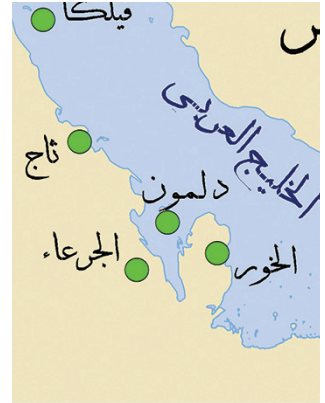 فيلكا
الخليج العربي
ثاج
دلمون
الجرعاء
الخور